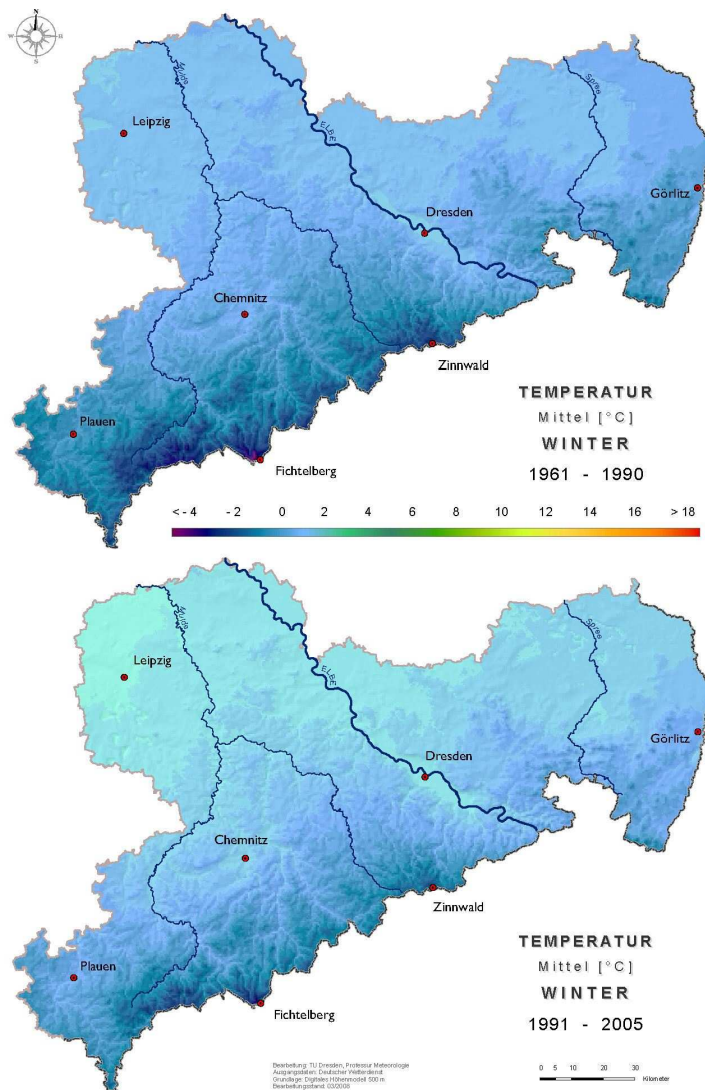 N
W
E
S
Mulde
Leipzig
ELBE
Spree
Görlitz
Dresden
Chemnitz
Zinnwald
Plauen
Fichtelberg
TEMPERATUR
Mittel [°C]
WINTER
1961 - 1990
< - 4 - 2 0 2 4 6 8 10 12 14 16 > 18
Mulde
Leipzig
ELBE
Spree
Görlitz
Dresden
Chemnitz
Zinnwald
Plauen
Fichtelberg
TEMPERATUR
Mittel [°C]
WINTER
1991 - 2005
Bearbeitung: TU Dresden, Professur Meteorologie
Ausgangsdaten: Deutscher Wetterdienst
Grundlage: Digitales Höhenmodell 500 m
Bearbeitungsstand: 03/2008
0 5 10 20 30
Kilometer